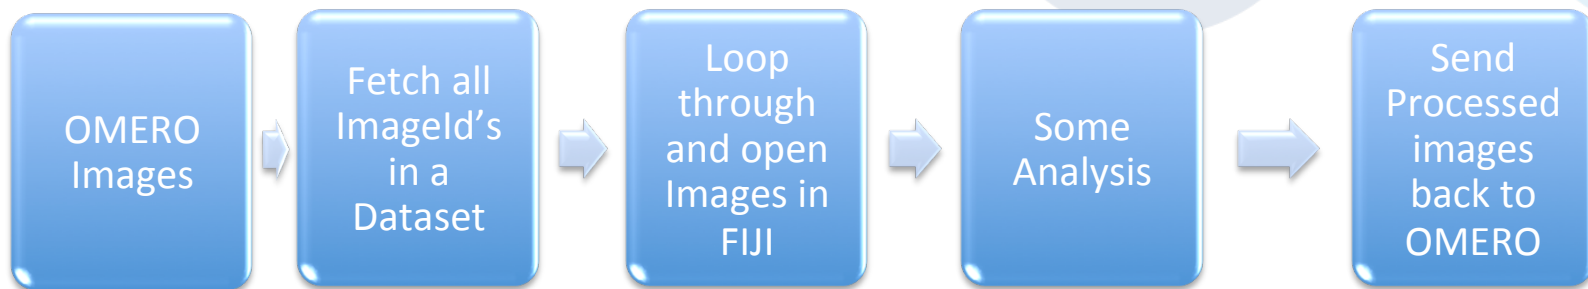 OMERO
Images
Fetch all
ImageId’s
in a
Dataset
Loop
through
and open
Images in
FIJI
Some
Analysis
Send
Processed
images
back to
OMERO